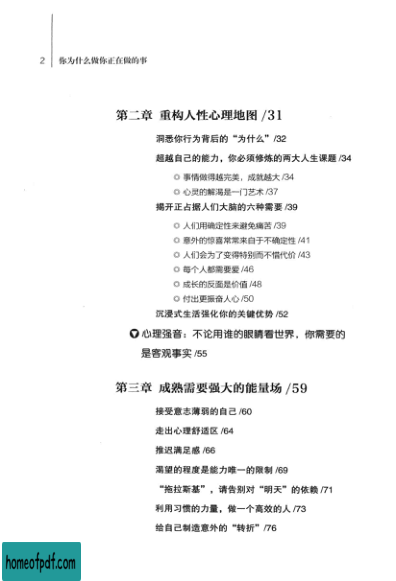 2 你为什么做你正在做的事
第二章 重构人性心理地图 /31
洞悉你行为背后的“为什么”/32
超越自己的能力，你必须修炼的两大人生课题 /34
◎ 事情做得越完美，成就越大 /34
◎ 心灵的解渴是一门艺术 /37
揭开正占据人们大脑的六种需要 /39
◎ 人们用确定性来避免痛苦 /39
◎ 意外的惊喜常常来自于不确定性 /41
◎ 人们会为了变得特别而不惜代价 /43
◎ 每个人都需要爱 /46
◎ 成长的反面是价值 /48
◎ 付出更振奋人心 /50
沉浸式生活强化你的关键优势 /52
心理强音：不论用谁的眼睛看世界，你需要的
是客观事实 /55
第三章 成熟需要强大的能量场 /59
接受意志薄弱的自己 /60
走出心理舒适区 /64
推迟满足感 /66
渴望的程度是能力唯一的限制 /69
“拖拉斯基”，请告别对“明天”的依赖 /71
利用习惯的力量，做一个高效的人 /73
给自己制造意外的“转折”/76
homeofpdf.com